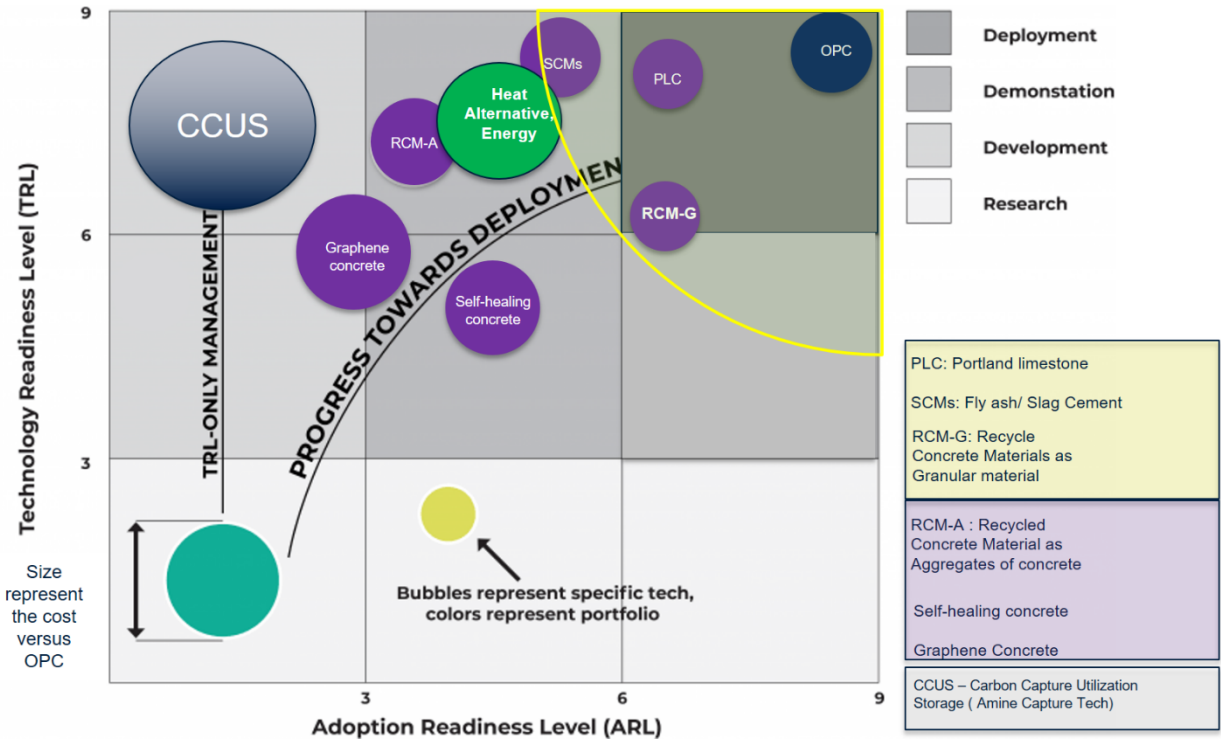 9
6
3
3
6
9
Technology Readiness Level (TRL)
Adoption Readiness Level (ARL)
CCUS
SCMs
Heat
Alternative,
Energy
RCM-A
PLC
OPC
RCM-G
Graphene
concrete
Self-healing
concrete
TRL-ONLY MANAGEMENT
PROGRESS TOWARDS DEPLOYMEN
Size
represent
the cost
versus
OPC
Bubbles represent specific tech,
colors represent portfolio
Deployment
Demonstation
Development
Research
PLC: Portland limestone
SCMs: Fly ash/ Slag Cement
RCM-G: Recycle
Concrete Materials as
Granular material
RCM-A : Recycled
Concrete Material as
Aggregates of concrete
Self-healing concrete
Graphene Concrete
CCUS – Carbon Capture Utilization
Storage ( Amine Capture Tech)